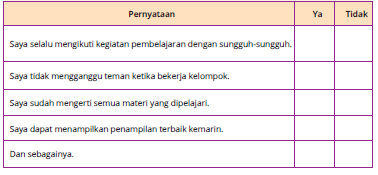 Pernyataan Ya Tidak
Saya selalu mengikuti kegiatan pembelajaran dengan sungguh-sungguh.
Saya tidak mengganggu teman ketika bekerja kelompok.
Saya sudah mengerti semua materi yang dipelajari.
Saya dapat menampilkan penampilan terbaik kemarin.
Dan sebagainya.